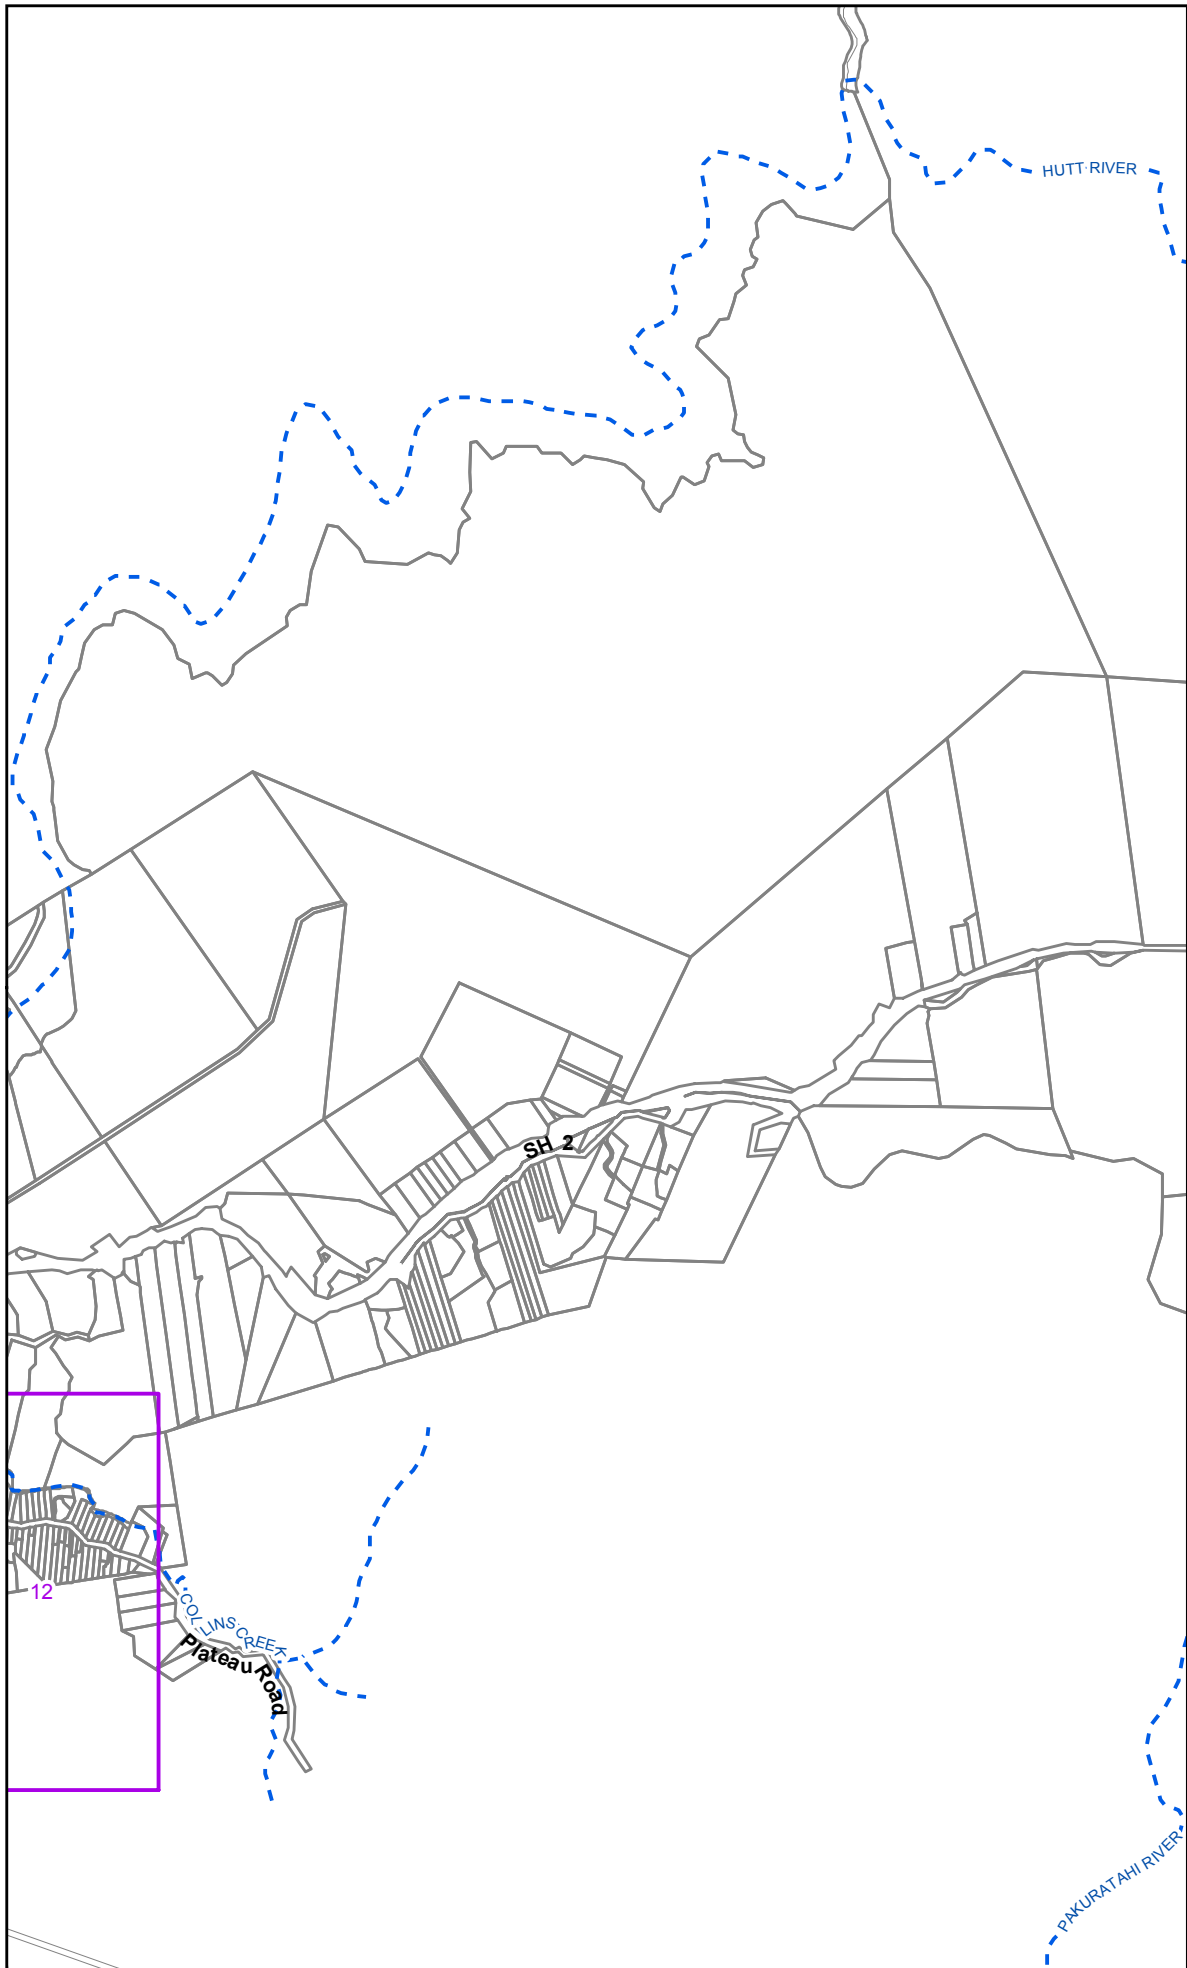 HUTT RIVER
SH 2
12
COLLINS CREEK
Plateau Road
PAKURATAHI RIVER